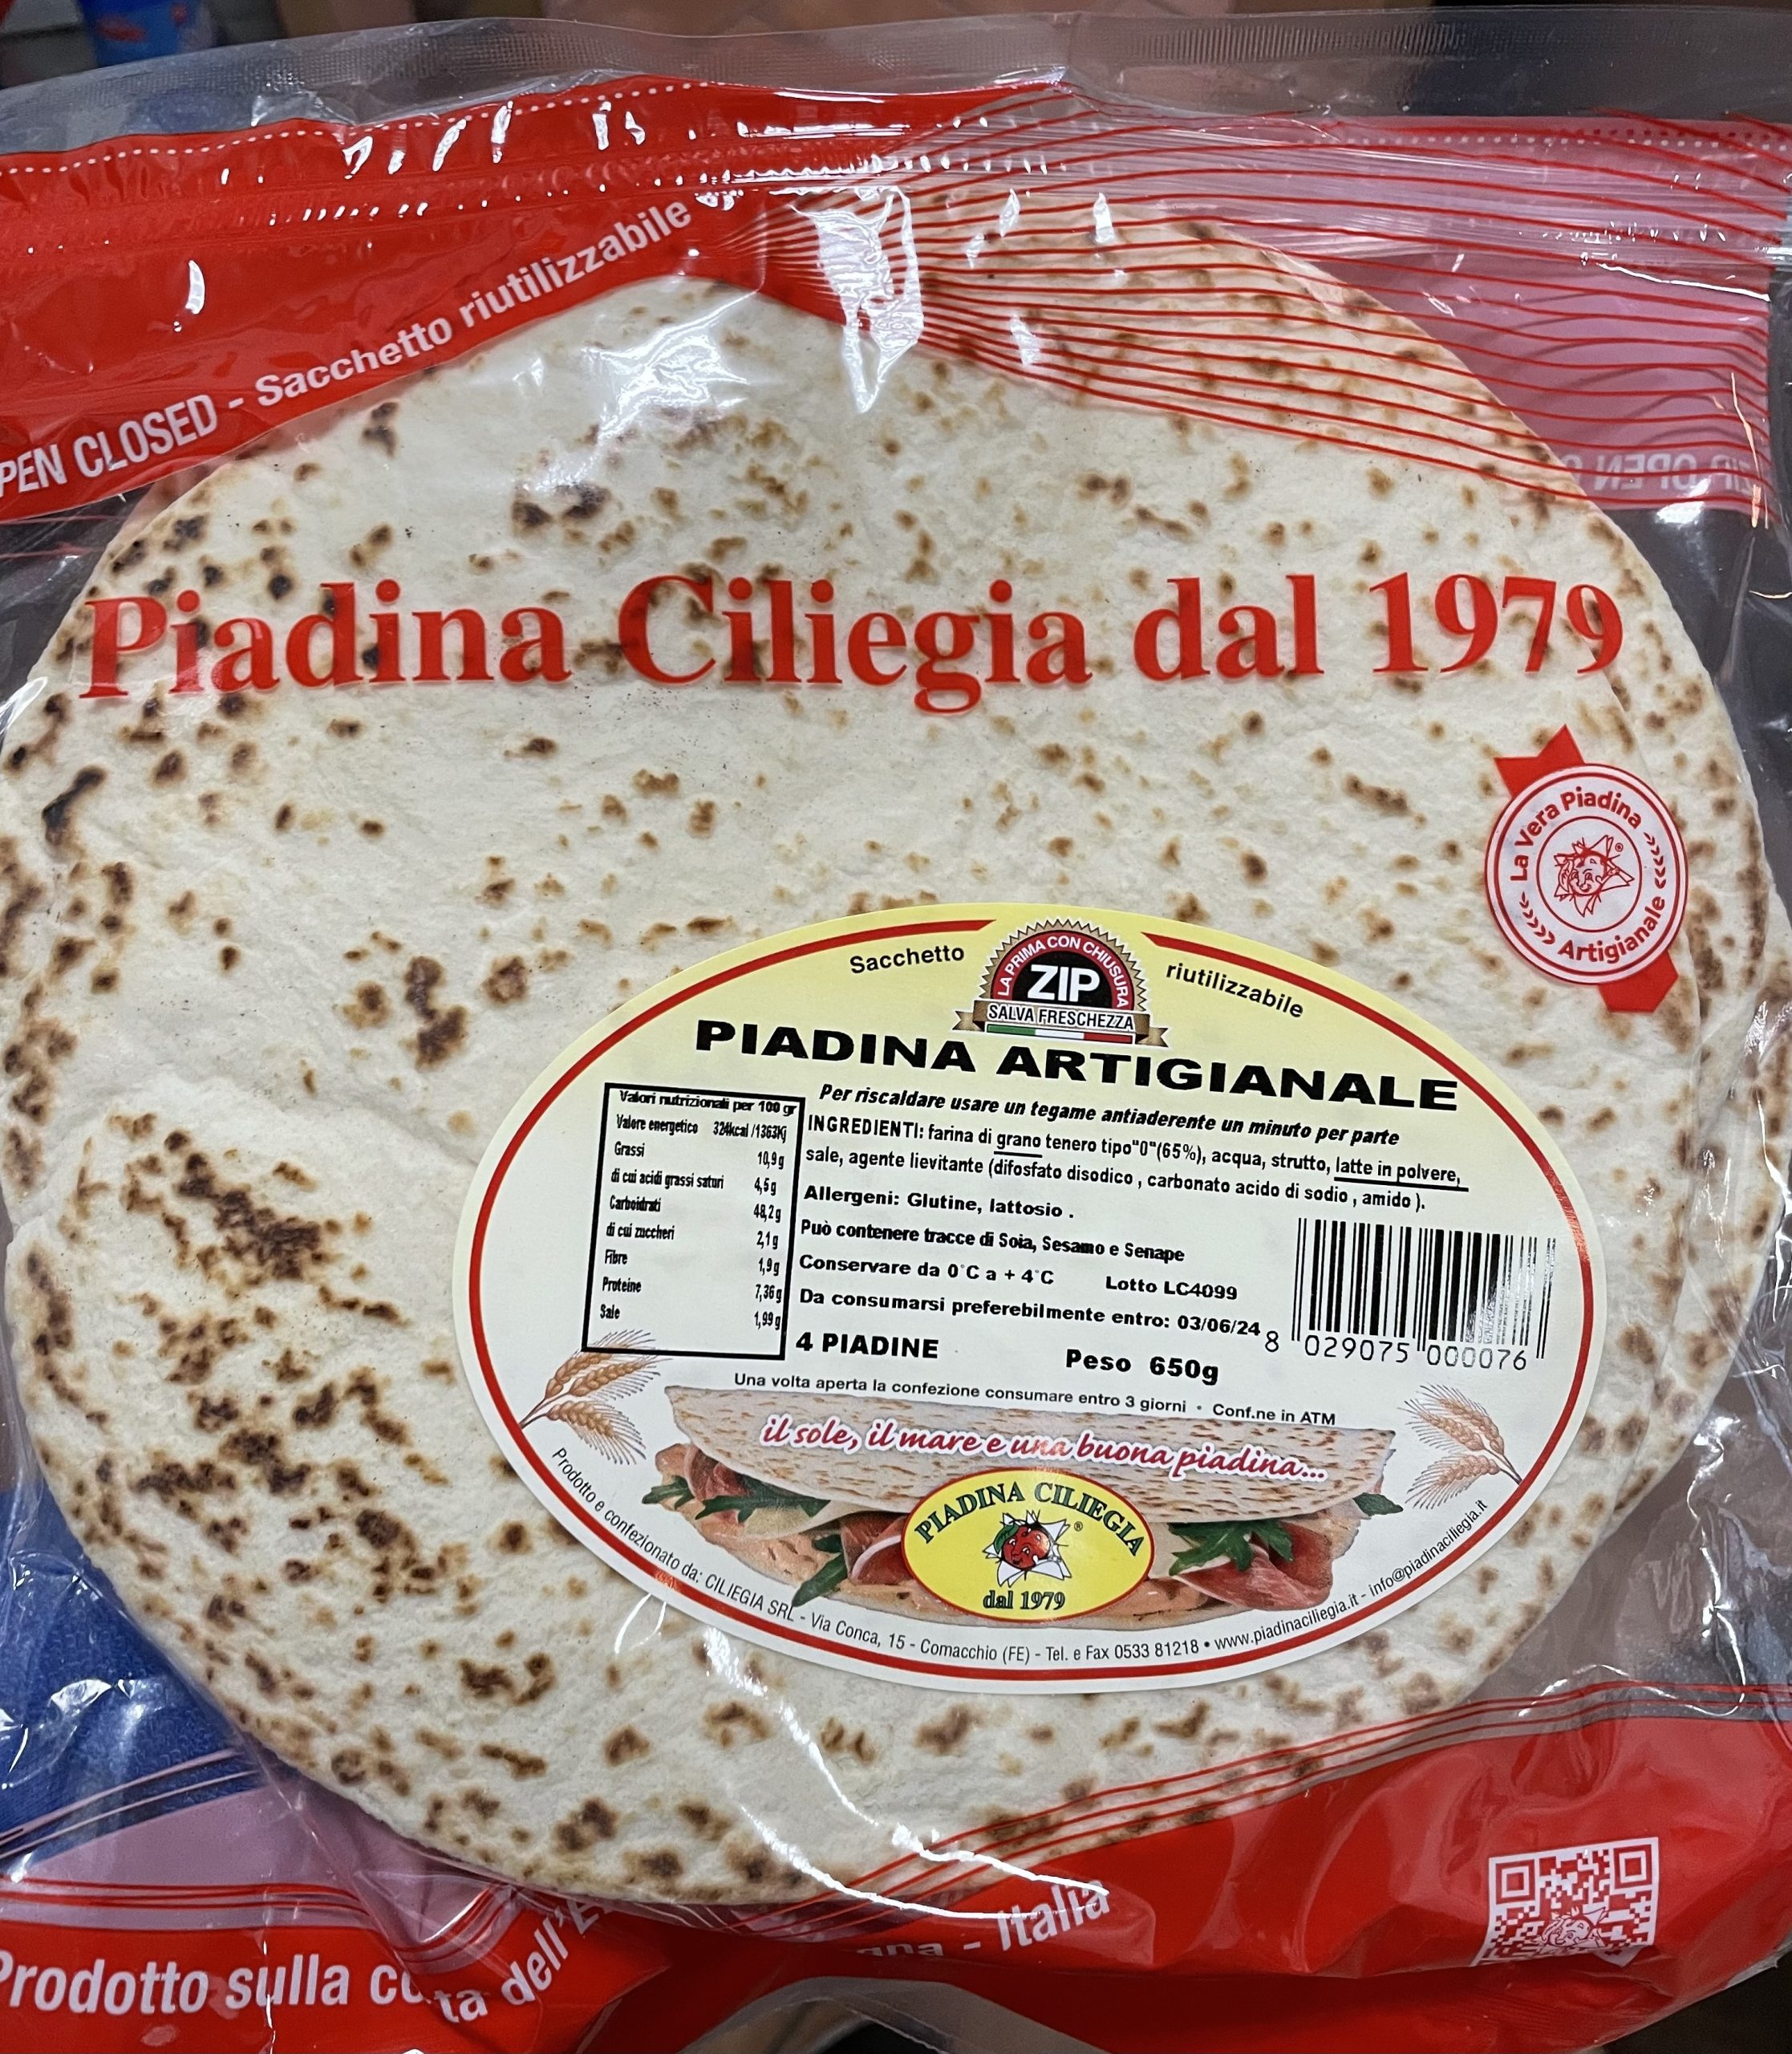 PEN CLOSED - Sacchetto riutilizzabile
ZIP OPEN
Piadina Ciliegia dal 1979
La Vera Piadina
Artigianale
Sacchetto
riutilizzabile
LA PRIMA CON CHIUSURA
ZIP
SALVA FRESCHEZZA
PIADINA ARTIGIANALE
Per riscaldare usare un tegame antiaderente un minuto per parte
Valori nutrizionali per 100 gr
Valore energetico 324kcal /1363Kj
Grassi 10,9g
di cui acidi grassi saturi 4,5g
Carboidrati 48,2g
di cui zuccheri 2,1g
Fibre 1,9g
Proteine 7,36g
Sale 1,99g
INGREDIENTI: farina di grano tenero tipo"0"(65%), acqua, strutto, latte in polvere,
sale, agente lievitante (difosfato disodico , carbonato acido di sodio , amido ).
Allergeni: Glutine, lattosio .
Può contenere tracce di Soia, Sesamo e Senape
Conservare da 0°C a + 4°C Lotto LC4099
Da consumarsi preferebilmente entro: 03/06/24
8 029075 000076
4 PIADINE Peso 650g
Una volta aperta la confezione consumare entro 3 giorni • Conf.ne in ATM
il sole, il mare e una buona piadina...
PIADINA CILIEGIA
®
dal 1979
Prodotto e confezionato da: CILIEGIA SRL - Via Conca, 15 - Comacchio (FE) - Tel. e Fax 0533 81218 • www.piadinaciliegia.it - info@piadinaciliegia.it
Prodotto sulla co ta dell'E na - Italia